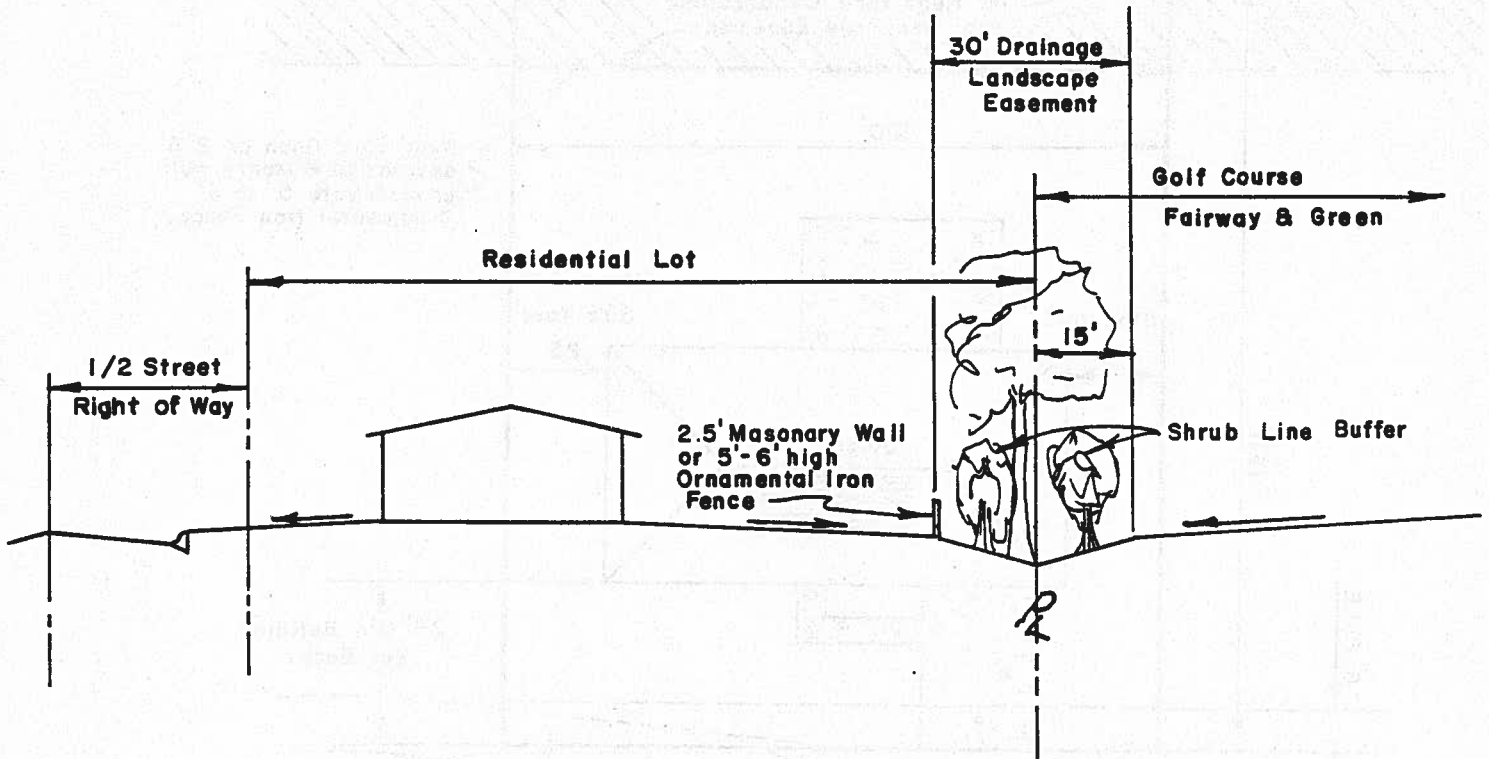 30' Drainage
Landscape
Easement
Golf Course
Fairway & Green
Residential Lot
15'
1/2 Street
Right of Way
2.5' Masonary Wall
or 5'-6' high
Ornamental Iron
Fence
Shrub Line Buffer